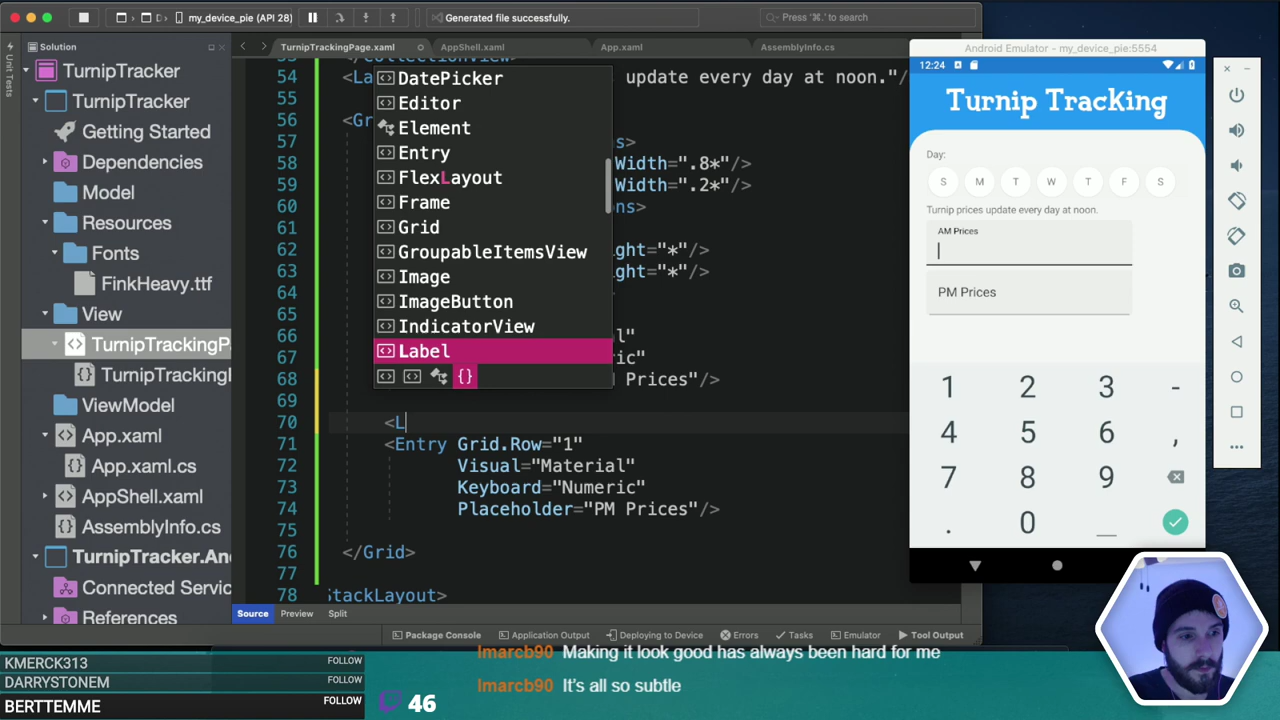 my_device_pie (API 28)
Generated file successfully.
Press '⌘.' to search
Unit Tests
Solution
TurnipTracker
TurnipTracker
Getting Started
Dependencies
Model
Resources
Fonts
FinkHeavy.ttf
View
TurnipTrackingP
TurnipTrackingl
ViewModel
App.xaml
App.xaml.cs
AppShell.xaml
AssemblyInfo.cs
TurnipTracker.An
Connected Servic
References
TurnipTrackingPage.xaml
AppShell.xaml
App.xaml
AssemblyInfo.cs
54 <La update every day at noon."/
55
56 <Gr
57 s>
58 Width=".8*"/>
59 Width=".2*"/>
60 ns>
61
62 ght="*"/>
63 ght="*"/>
64
65
66 l"
67 ic"
68 Prices"/>
69
70 <L
71 <Entry Grid.Row="1"
72 Visual="Material"
73 Keyboard="Numeric"
74 Placeholder="PM Prices"/>
75
76 </Grid>
77
78 StackLayout>
DatePicker
Editor
Element
Entry
FlexLayout
Frame
Grid
GroupableItemsView
Image
ImageButton
IndicatorView
Label
{}
Source Preview Split
Package Console Application Output Deploying to Device Errors Tasks Emulator Tool Output
Android Emulator - my_device_pie:5554
12:24
Turnip Tracking
Day:
S M T W T F S
Turnip prices update every day at noon.
AM Prices
PM Prices
1 2 3 -
4 5 6 ,
7 8 9
. 0 _
KMERCK313 FOLLOW
DARRYSTONEM FOLLOW
BERTTEMME FOLLOW
46
lmarcb90 Making it look good has always been hard for me
lmarcb90 It's all so subtle